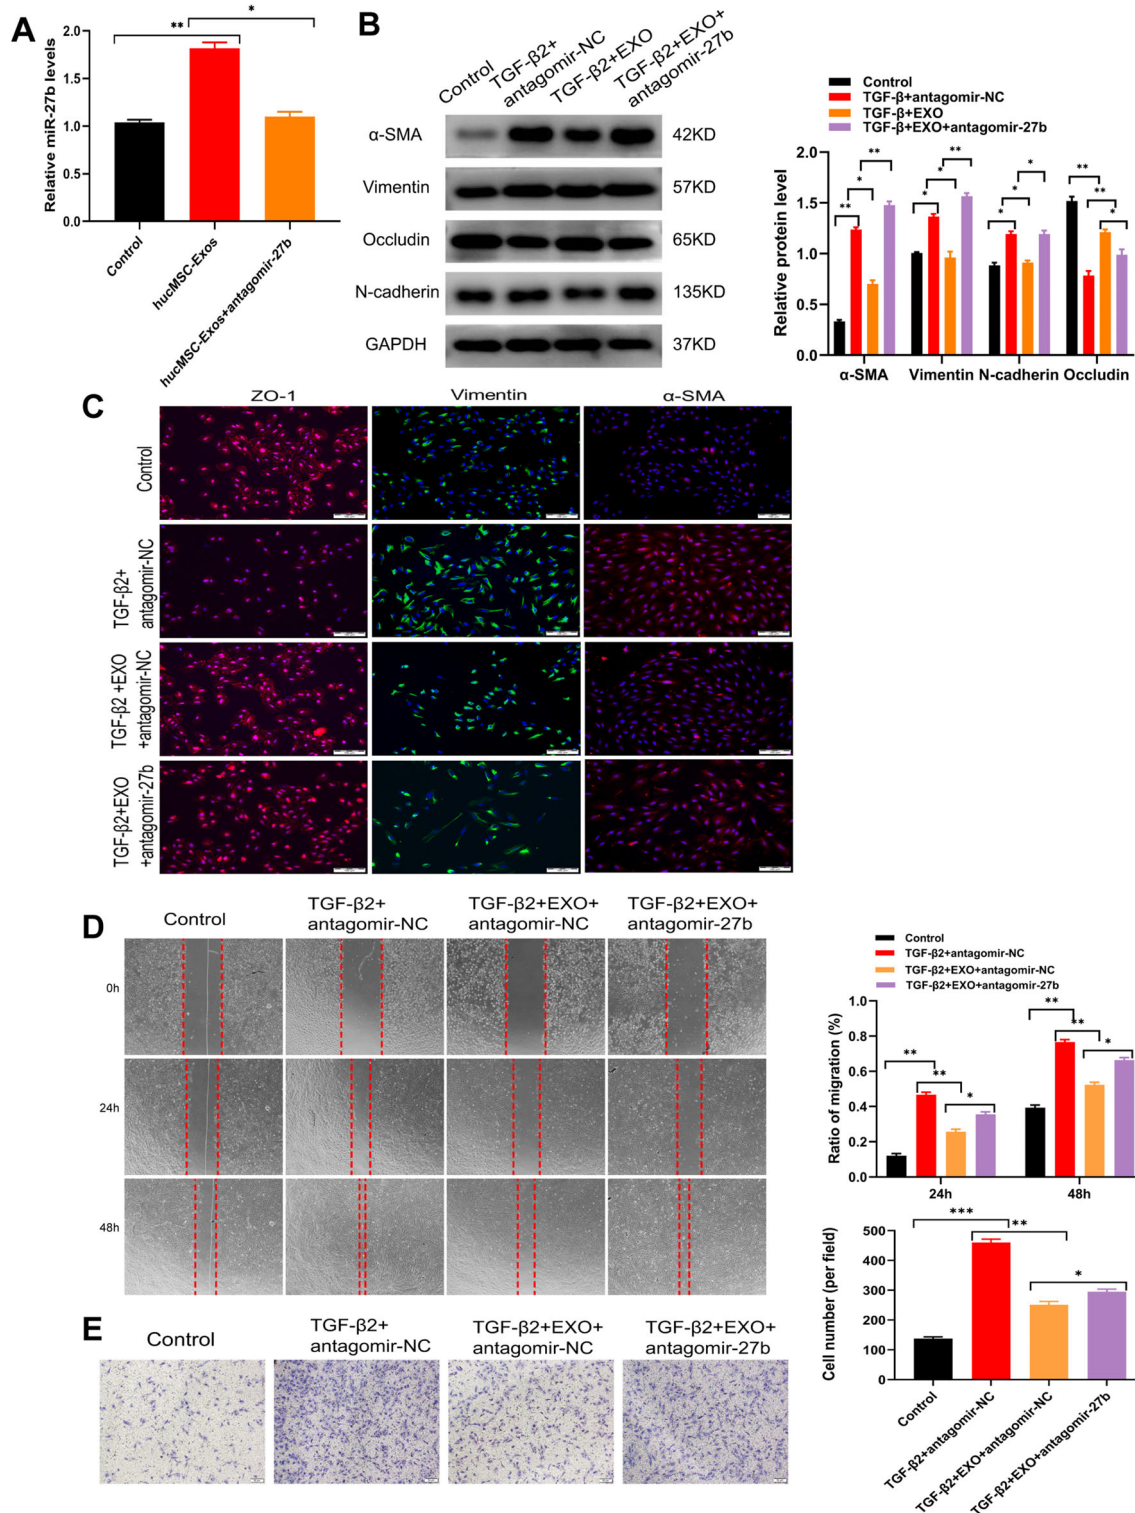 A
Relative miR-27b levels
2.0
1.5
1.0
0.5
0.0
**
*
Control
hucMSC-Exos
hucMSC-Exos+antagomir-27b
B
Control
TGF-β2+
antagomir-NC
TGF-β2+EXO
TGF-β2+EXO+
antagomir-27b
α-SMA 42KD
Vimentin 57KD
Occludin 65KD
N-cadherin 135KD
GAPDH 37KD
Control
TGF-β+antagomir-NC
TGF-β+EXO
TGF-β+EXO+antagomir-27b
Relative protein level
2.0
1.5
1.0
0.5
0.0
** * **
* * **
* * *
** ** *
α-SMA Vimentin N-cadherin Occludin
C
ZO-1 Vimentin α-SMA
Control
TGF-β2+
antagomir-NC
TGF-β2 +EXO
+antagomir-NC
TGF-β2+EXO
+antagomir-27b
D
Control
TGF-β2+
antagomir-NC
TGF-β2+EXO+
antagomir-NC
TGF-β2+EXO+
antagomir-27b
0h
24h
48h
Control
TGF-β2+antagomir-NC
TGF-β2+EXO+antagomir-NC
TGF-β2+EXO+antagomir-27b
Ratio of migration (%)
1.0
0.8
0.6
0.4
0.2
0.0
** ** *
** ** *
24h 48h
E
Control
TGF-β2+
antagomir-NC
TGF-β2+EXO+
antagomir-NC
TGF-β2+EXO+
antagomir-27b
Cell number (per field)
500
400
300
200
100
0
*** ** *
Control
TGF-β2+antagomir-NC
TGF-β2+EXO+antagomir-NC
TGF-β2+EXO+antagomir-27b